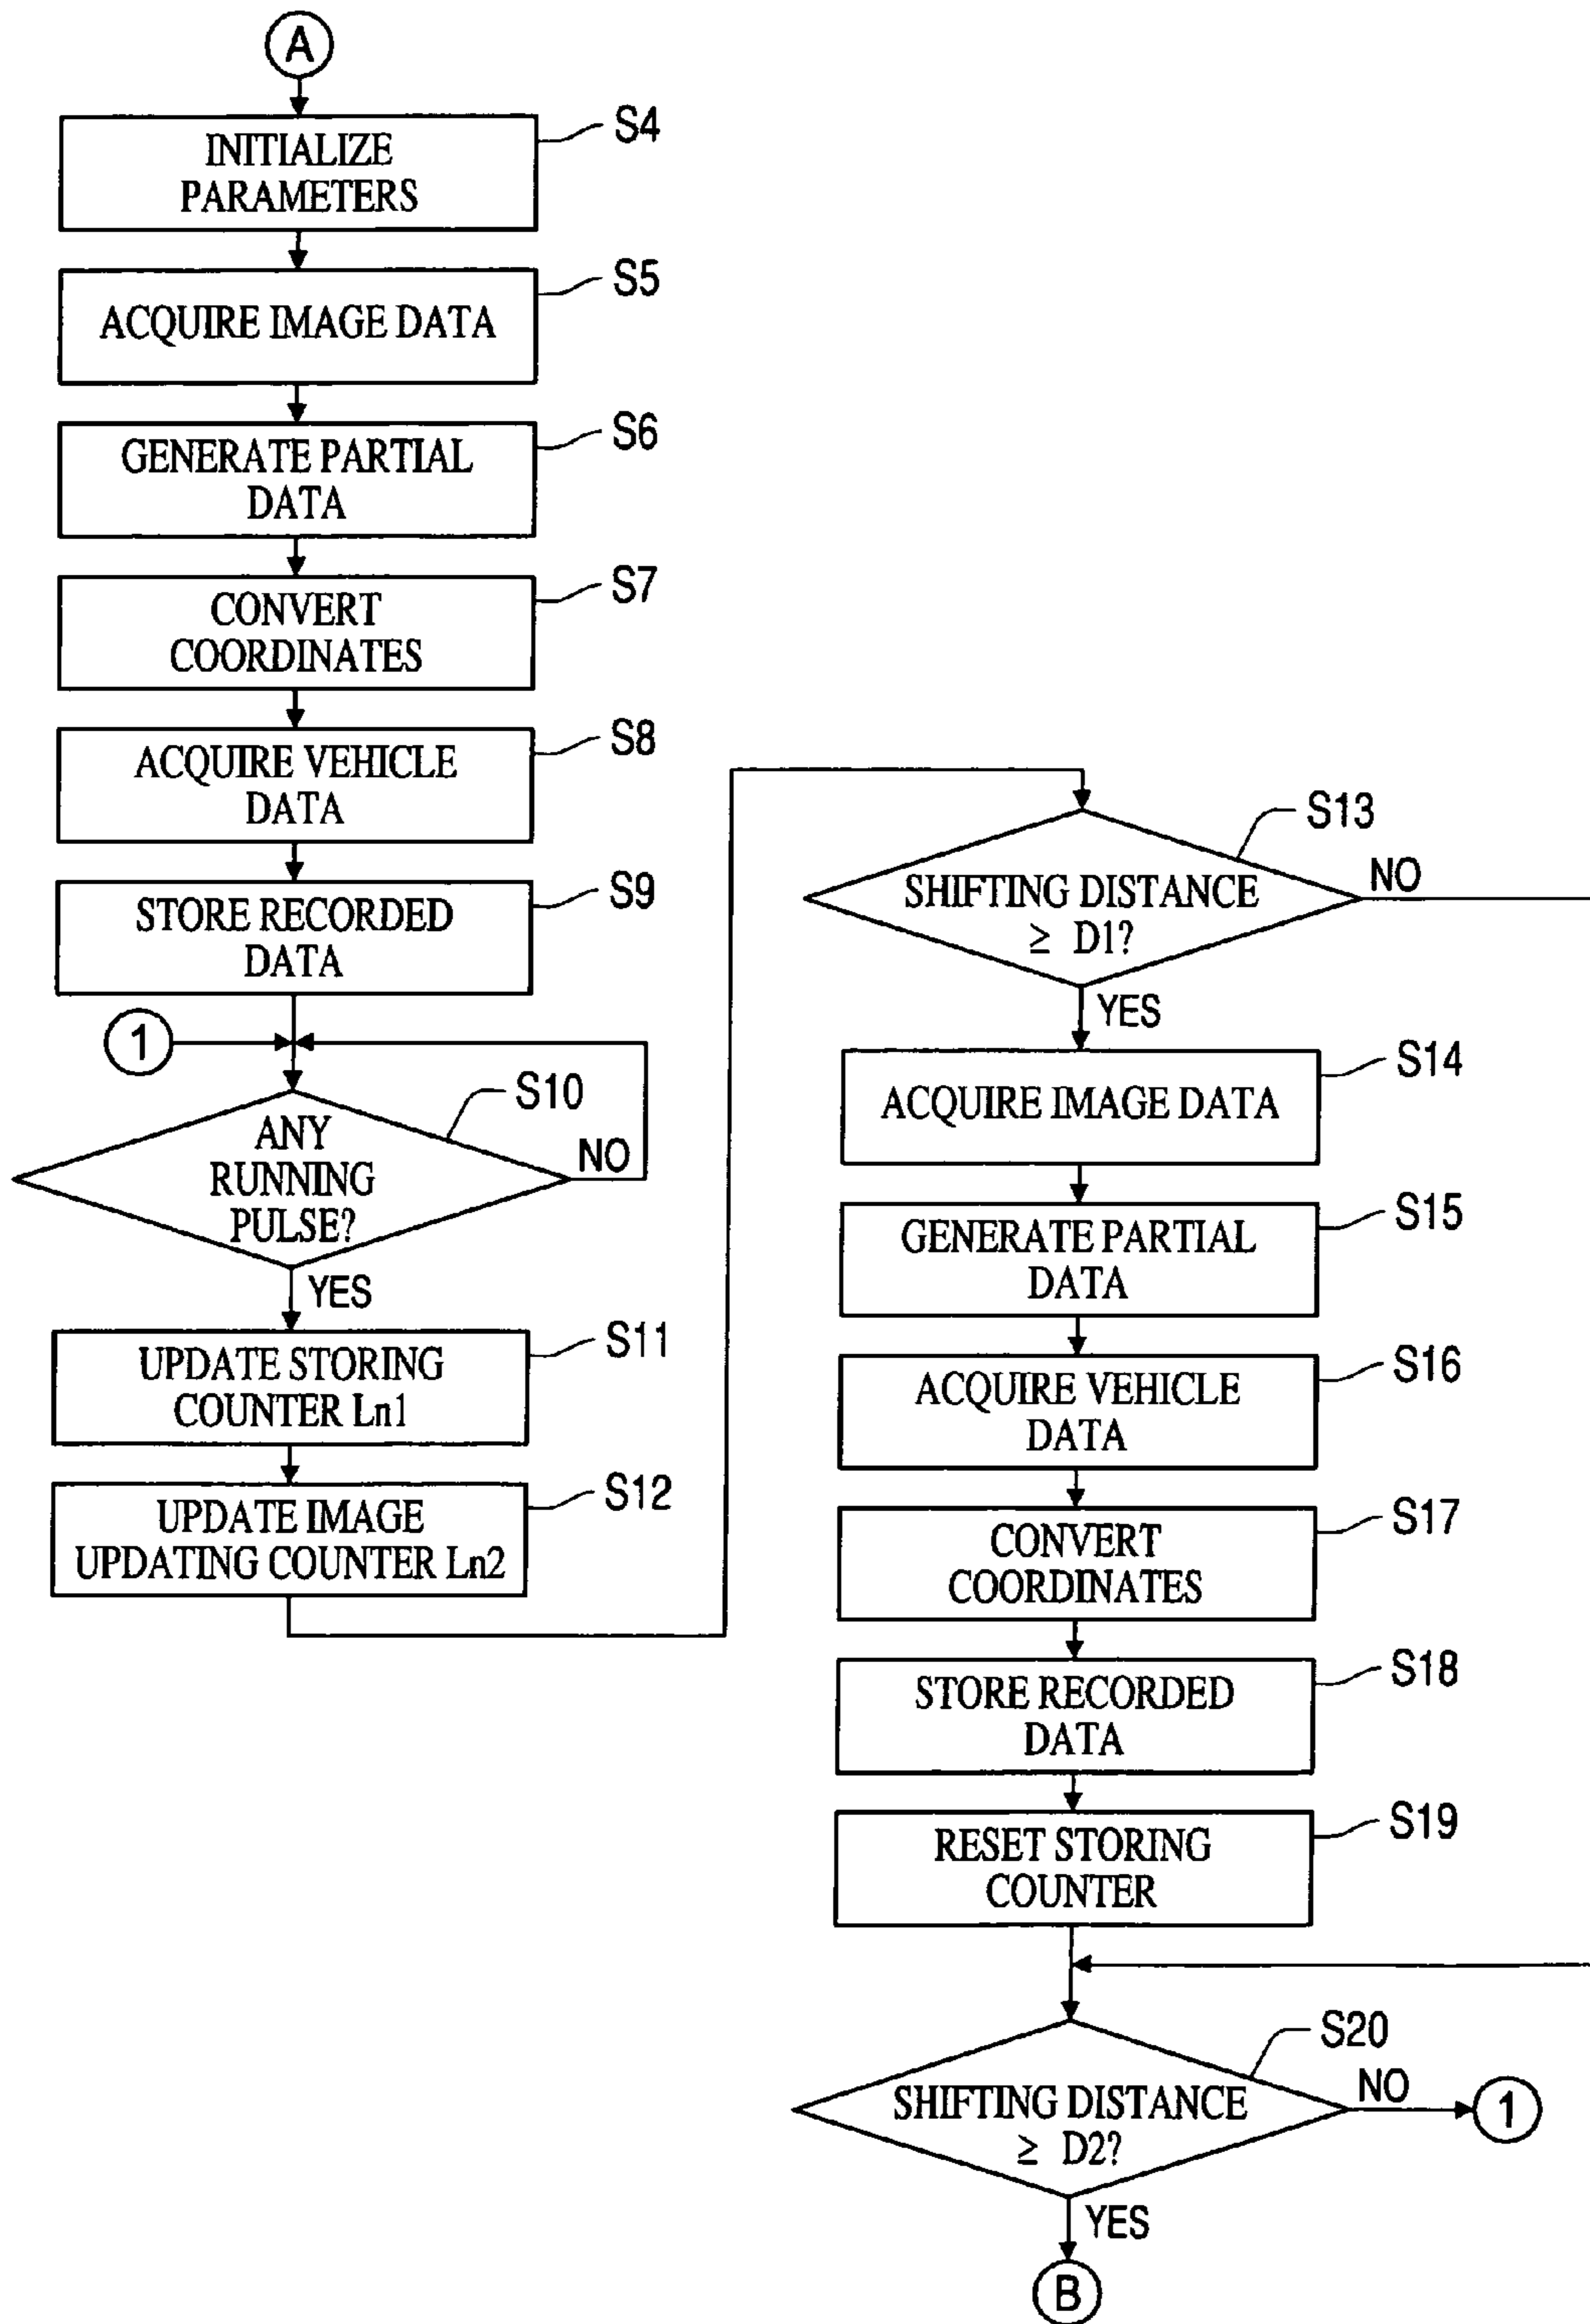 A
INITIALIZE
PARAMETERS
S4
ACQUIRE IMAGE DATA
S5
GENERATE PARTIAL
DATA
S6
CONVERT
COORDINATES
S7
ACQUIRE VEHICLE
DATA
S8
STORE RECORDED
DATA
S9
1
ANY
RUNNING
PULSE?
S10
NO
YES
UPDATE STORING
COUNTER Ln1
S11
UPDATE IMAGE
UPDATING COUNTER Ln2
S12
SHIFTING DISTANCE
≥ D1?
S13
NO
YES
ACQUIRE IMAGE DATA
S14
GENERATE PARTIAL
DATA
S15
ACQUIRE VEHICLE
DATA
S16
CONVERT
COORDINATES
S17
STORE RECORDED
DATA
S18
RESET STORING
COUNTER
S19
SHIFTING DISTANCE
≥ D2?
S20
NO
1
YES
B